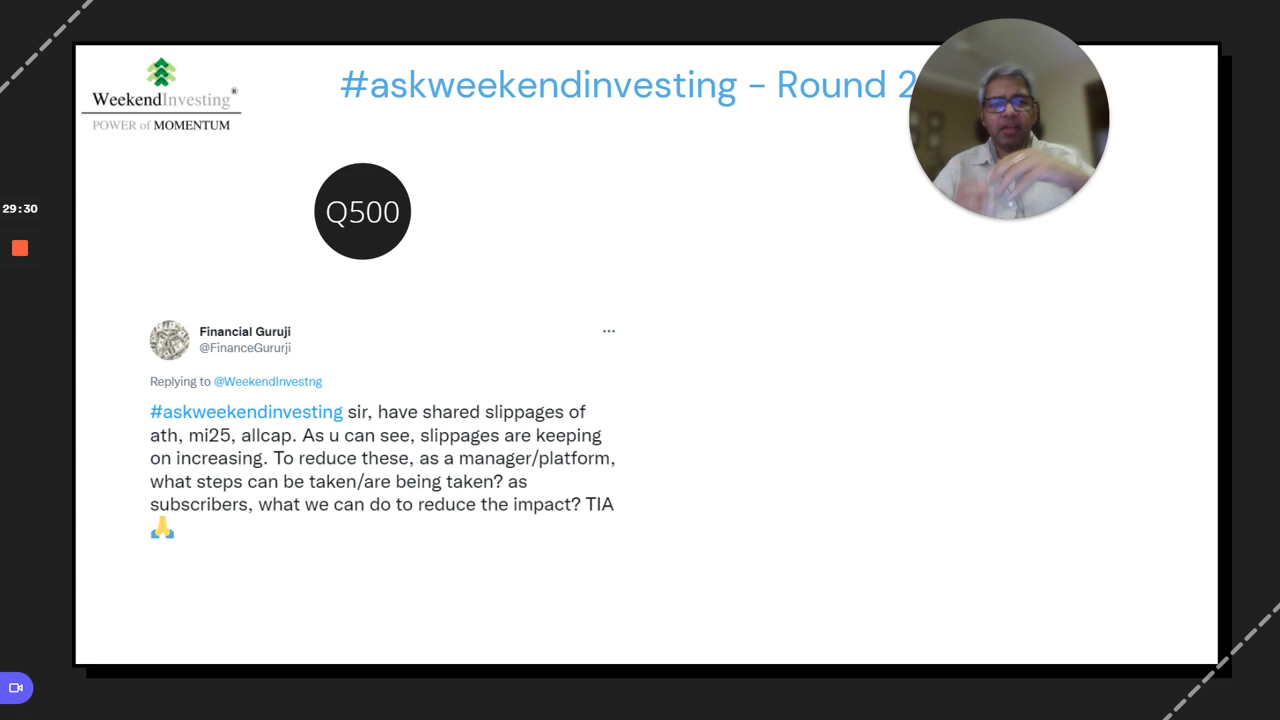 #askweekendinvesting - Round 2
WeekendInvesting®
POWER of MOMENTUM
29:30
Q500
Financial Guruji
...
@FinanceGururji
Replying to @WeekendInvestng
#askweekendinvesting sir, have shared slippages of
ath, mi25, allcap. As u can see, slippages are keeping
on increasing. To reduce these, as a manager/platform,
what steps can be taken/are being taken? as
subscribers, what we can do to reduce the impact? TIA
🙏